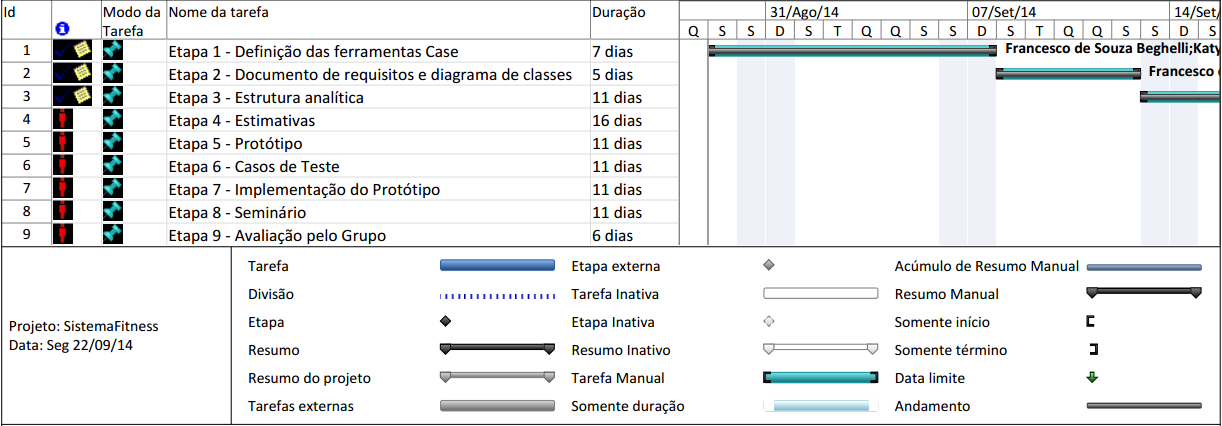 Id Modo da Tarefa Nome da tarefa Duração 31/Ago/14 07/Set/14 14/Set/
Q S S D S T Q Q S S D S T Q Q S S D S
1 Etapa 1 - Definição das ferramentas Case 7 dias Francesco de Souza Beghelli;Katy
2 Etapa 2 - Documento de requisitos e diagrama de classes 5 dias Francesco d
3 Etapa 3 - Estrutura analítica 11 dias
4 Etapa 4 - Estimativas 16 dias
5 Etapa 5 - Protótipo 11 dias
6 Etapa 6 - Casos de Teste 11 dias
7 Etapa 7 - Implementação do Protótipo 11 dias
8 Etapa 8 - Seminário 11 dias
9 Etapa 9 - Avaliação pelo Grupo 6 dias
Projeto: SistemaFitness
Data: Seg 22/09/14
Tarefa Etapa externa Acúmulo de Resumo Manual
Divisão Tarefa Inativa Resumo Manual
Etapa Etapa Inativa Somente início
Resumo Resumo Inativo Somente término
Resumo do projeto Tarefa Manual Data limite
Tarefas externas Somente duração Andamento